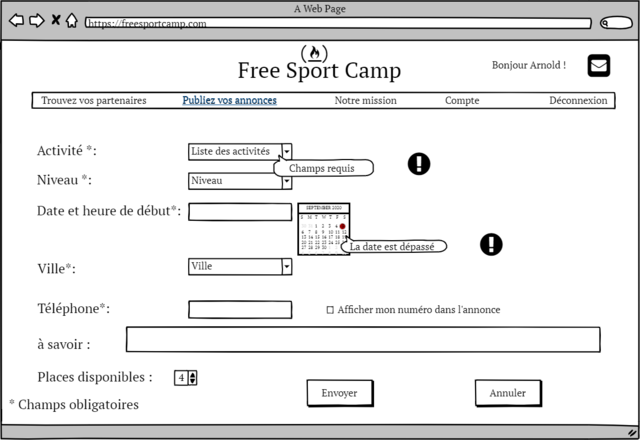 A Web Page
https://freesportcamp.com
Free Sport Camp
Bonjour Arnold !
Trouvez vos partenaires
Publiez vos annonces
Notre mission
Compte
Déconnexion
Activité *:
Liste des activités
Champs requis
Niveau *:
Niveau
Date et heure de début*:
SEPTEMBER 2020
S M T W T F S
La date est dépassé
Ville*:
Ville
Téléphone*:
Afficher mon numéro dans l'annonce
à savoir :
Places disponibles :
4
Envoyer
Annuler
* Champs obligatoires